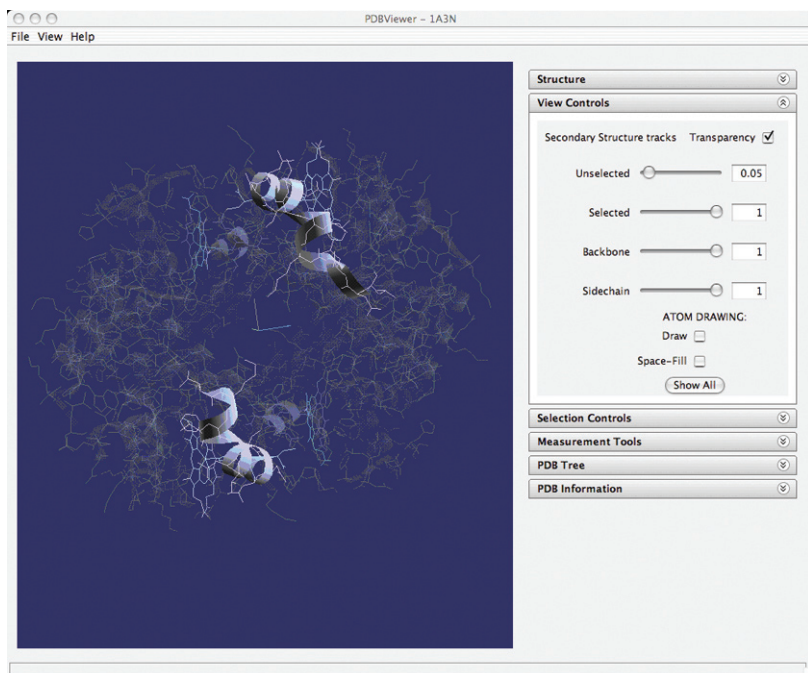 PDBViewer – 1A3N
File View Help
Structure
View Controls
Secondary Structure tracks Transparency
Unselected 0.05
Selected 1
Backbone 1
Sidechain 1
ATOM DRAWING:
Draw
Space-Fill
Show All
Selection Controls
Measurement Tools
PDB Tree
PDB Information